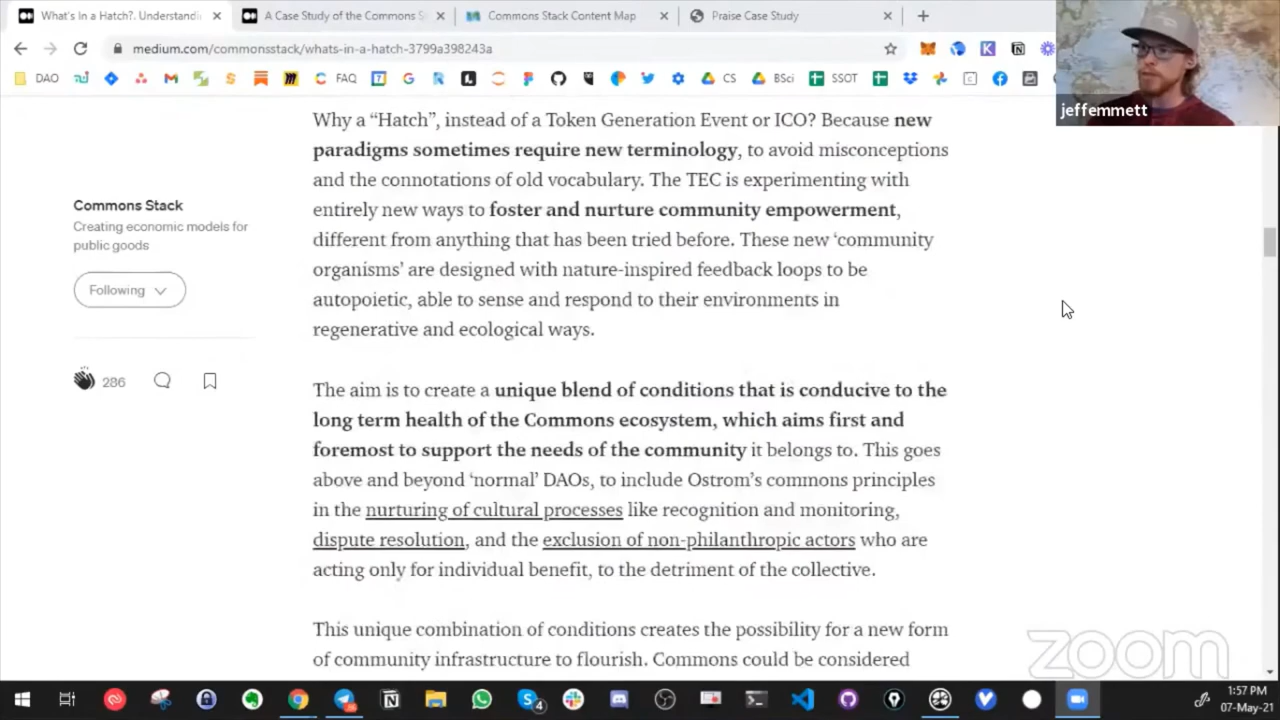 What's In a Hatch?. Understandi
A Case Study of the Commons S
Commons Stack Content Map
Praise Case Study
medium.com/commonsstack/whats-in-a-hatch-3799a398243a
DAO
FAQ
CS
BSci
SSOT
jeffemmett
Why a “Hatch”, instead of a Token Generation Event or ICO? Because new
paradigms sometimes require new terminology, to avoid misconceptions
and the connotations of old vocabulary. The TEC is experimenting with
entirely new ways to foster and nurture community empowerment,
different from anything that has been tried before. These new ‘community
organisms’ are designed with nature-inspired feedback loops to be
autopoietic, able to sense and respond to their environments in
regenerative and ecological ways.
Commons Stack
Creating economic models for
public goods
Following
286
The aim is to create a unique blend of conditions that is conducive to the
long term health of the Commons ecosystem, which aims first and
foremost to support the needs of the community it belongs to. This goes
above and beyond ‘normal’ DAOs, to include Ostrom’s commons principles
in the nurturing of cultural processes like recognition and monitoring,
dispute resolution, and the exclusion of non-philanthropic actors who are
acting only for individual benefit, to the detriment of the collective.
This unique combination of conditions creates the possibility for a new form
of community infrastructure to flourish. Commons could be considered
zoom
4
1:57 PM
07-May-21